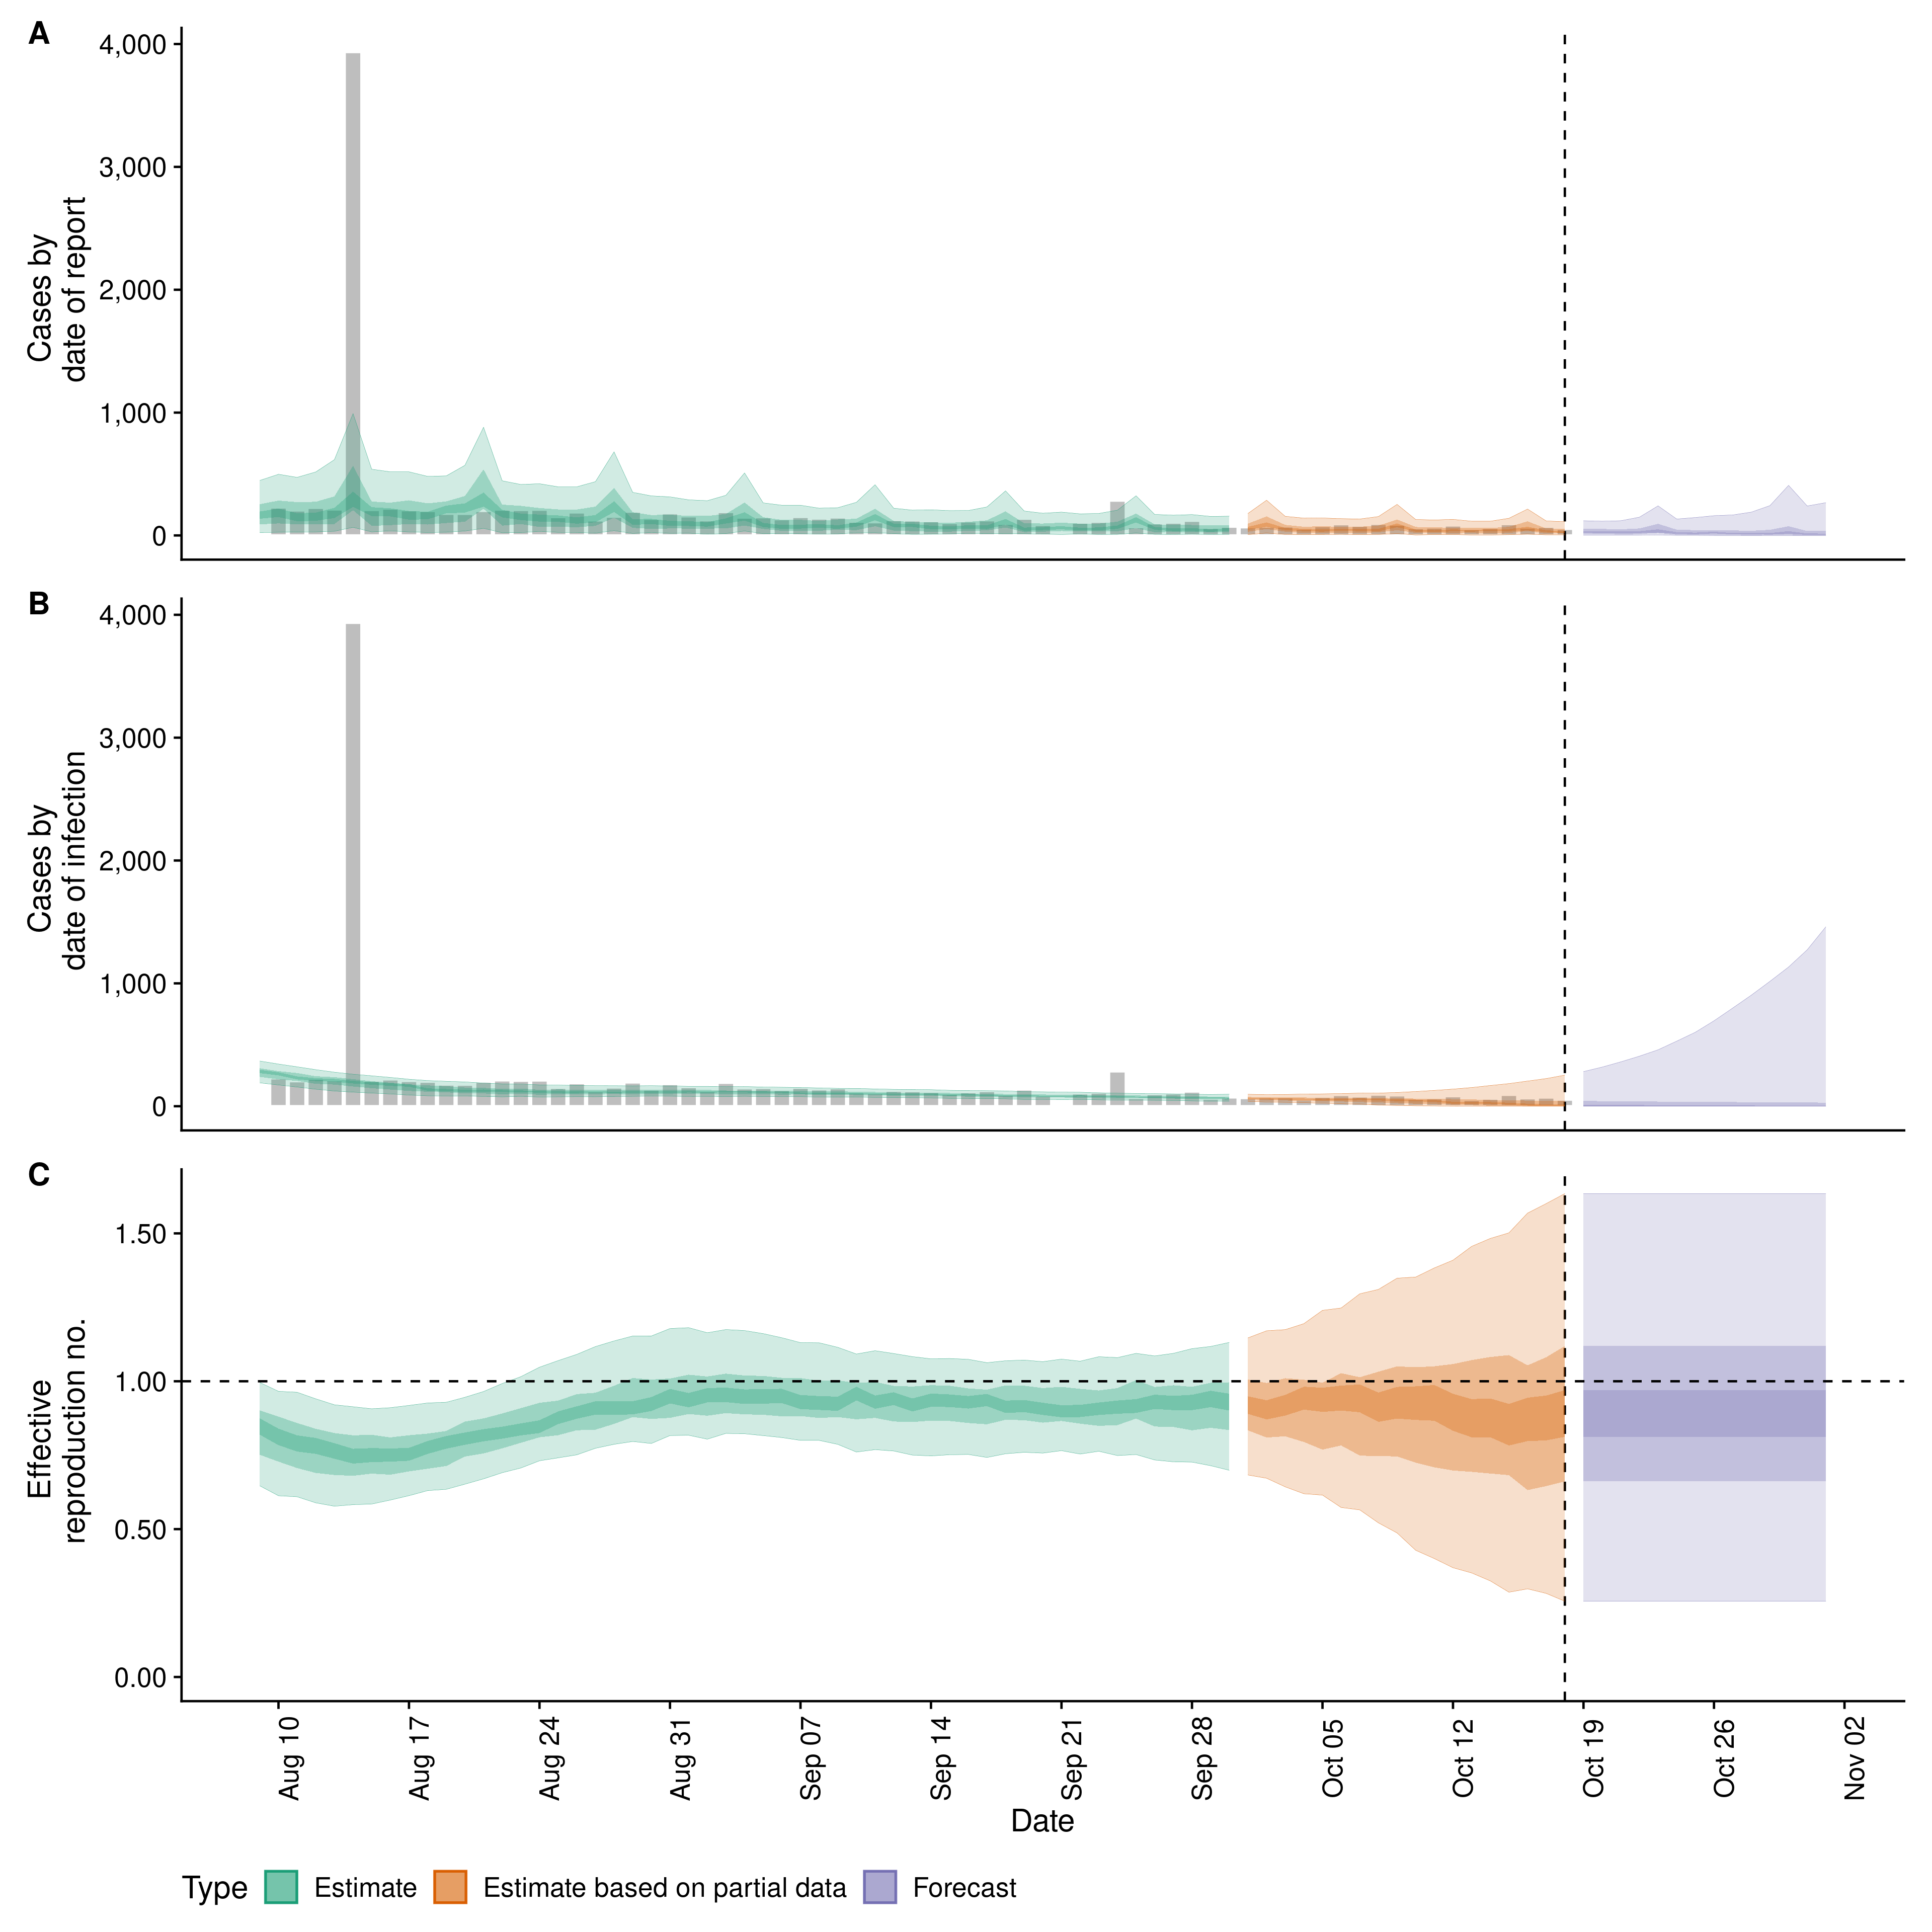 A
Cases by
date of report
4,000
3,000
2,000
1,000
0
B
Cases by
date of infection
4,000
3,000
2,000
1,000
0
C
Effective
reproduction no.
1.50
1.00
0.50
0.00
Aug 10
Aug 17
Aug 24
Aug 31
Sep 07
Sep 14
Sep 21
Sep 28
Oct 05
Oct 12
Oct 19
Oct 26
Nov 02
Date
Type Estimate Estimate based on partial data Forecast